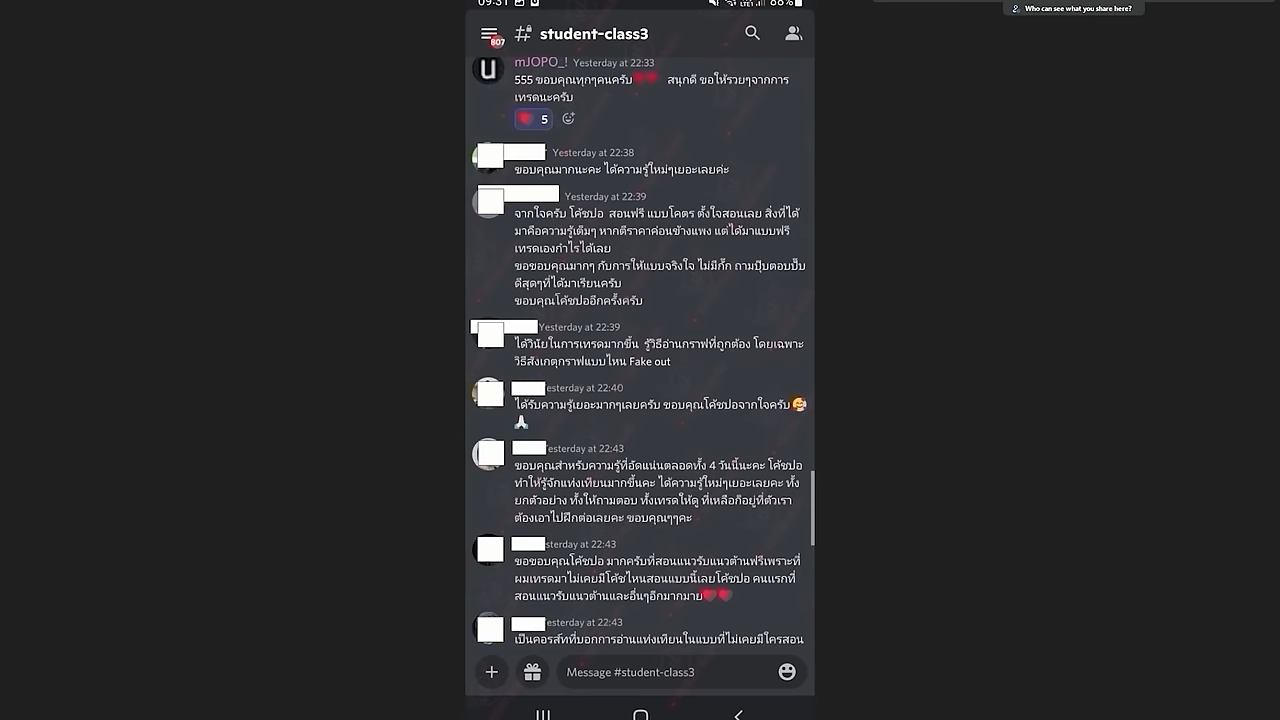 09:31
88%
Who can see what you share here?
807
student-class3
mJOPO_! Yesterday at 22:33
555 ขอบคุณทุกๆคนครับ❤️❤️ สนุกดี ขอให้รวยๆจากการ
เทรดนะครับ
❤️ 5
Yesterday at 22:38
ขอบคุณมากนะคะ ได้ความรู้ใหม่ๆเยอะเลยค่ะ
Yesterday at 22:39
จากใจครับ โค้ชปอ สอนฟรี แบบโคตร ตั้งใจสอนเลย สิ่งที่ได้
มาคือความรู้เต็มๆ หากตีราคาค่อนข้างแพง แต่ได้มาแบบฟรี
เทรดเองกำไรได้เลย
ขอขอบคุณมากๆ กับการให้แบบจริงใจ ไม่มีกั๊ก ถามปุ๊บตอบปั๊บ
ดีสุดๆที่ได้มาเรียนครับ
ขอบคุณโค้ชปออีกครั้งครับ
Yesterday at 22:39
ได้วินัยในการเทรดมากขึ้น รู้วิธีอ่านกราฟที่ถูกต้อง โดยเฉพาะ
วิธีสังเกตุกราฟแบบไหน Fake out
esterday at 22:40
ได้รับความรู้เยอะมากๆเลยครับ ขอบคุณโค้ชปอจากใจครับ🥰
🙏
esterday at 22:43
ขอบคุณสำหรับความรู้ที่อัดแน่นตลอดทั้ง 4 วันนี้นะคะ โค้ชปอ
ทำให้รู้จักแท่งเทียนมากขึ้นคะ ได้ความรู้ใหม่ๆเยอะเลยคะ ทั้ง
ยกตัวอย่าง ทั้งให้ถามตอบ ทั้งเทรดให้ดู ที่เหลือก็อยู่ที่ตัวเรา
ต้องเอาไปฝึกต่อเลยคะ ขอบคุณๆๆคะ
sterday at 22:43
ขอขอบคุณโค้ชปอ มากครับที่สอนแนวรับแนวต้านฟรีเพราะที่
ผมเทรดมาไม่เคยมีโค้ชไหนสอนแบบนี้เลยโค้ชปอ คนแรกที่
สอนแนวรับแนวต้านและอื่นๆอีกมากมาย❤️❤️
esterday at 22:43
เป็นคอรส์ทที่บอกการอ่านแท่งเทียนในแบบที่ไม่เคยมีใครสอน
Message #student-class3